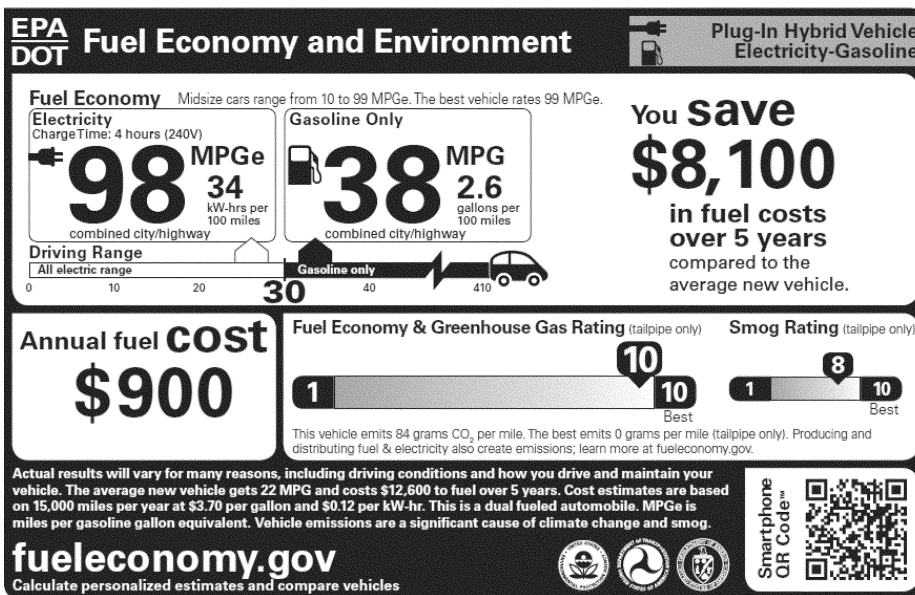 EPA
DOT
Fuel Economy and Environment
Plug-In Hybrid Vehicle
Electricity-Gasoline
Fuel Economy
Midsize cars range from 10 to 99 MPGe. The best vehicle rates 99 MPGe.
Electricity
Charge Time: 4 hours (240V)
98
MPGe
34
kW-hrs per
100 miles
combined city/highway
Gasoline Only
38
MPG
2.6
gallons per
100 miles
combined city/highway
You save
$8,100
in fuel costs
over 5 years
compared to the
average new vehicle.
Driving Range
All electric range
Gasoline only
0 10 20 30 40 410
Annual fuel cost
$900
Fuel Economy & Greenhouse Gas Rating (tailpipe only)
10
1
10
Best
Smog Rating (tailpipe only)
8
1
10
Best
This vehicle emits 84 grams CO₂ per mile. The best emits 0 grams per mile (tailpipe only). Producing and
distributing fuel & electricity also create emissions; learn more at fueleconomy.gov.
Actual results will vary for many reasons, including driving conditions and how you drive and maintain your
vehicle. The average new vehicle gets 22 MPG and costs $12,600 to fuel over 5 years. Cost estimates are based
on 15,000 miles per year at $3.70 per gallon and $0.12 per kW-hr. This is a dual fueled automobile. MPGe is
miles per gasoline gallon equivalent. Vehicle emissions are a significant cause of climate change and smog.
fueleconomy.gov
Calculate personalized estimates and compare vehicles
Smartphone
QR Code™